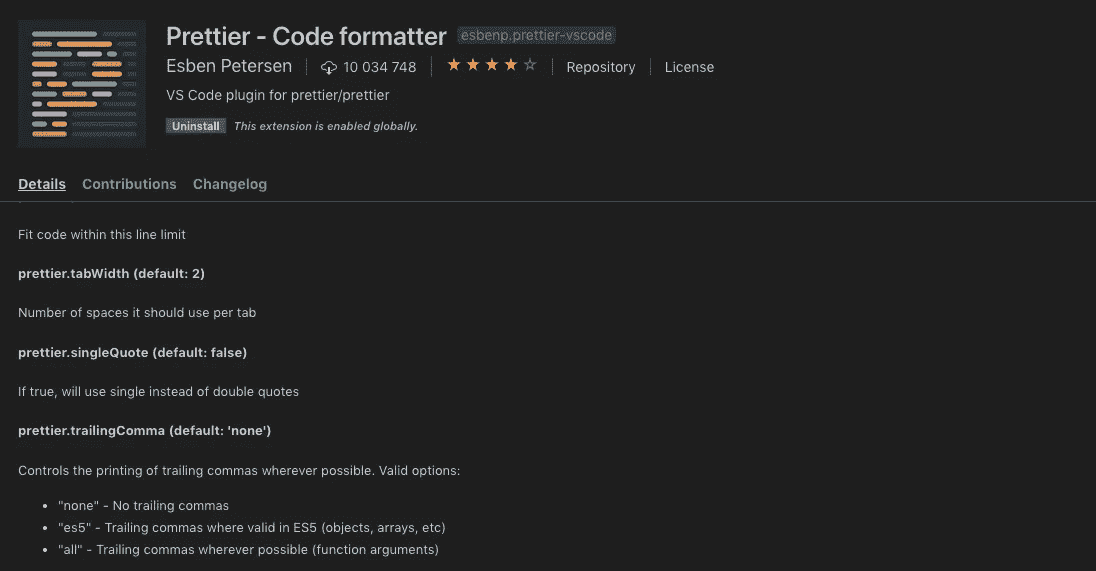 Prettier - Code formatter esbenp.prettier-vscode
Esben Petersen 10 034 748 Repository License
VS Code plugin for prettier/prettier
Uninstall This extension is enabled globally.
Details Contributions Changelog
Fit code within this line limit
prettier.tabWidth (default: 2)
Number of spaces it should use per tab
prettier.singleQuote (default: false)
If true, will use single instead of double quotes
prettier.trailingComma (default: 'none')
Controls the printing of trailing commas wherever possible. Valid options:
• "none" - No trailing commas
• "es5" - Trailing commas where valid in ES5 (objects, arrays, etc)
• "all" - Trailing commas wherever possible (function arguments)